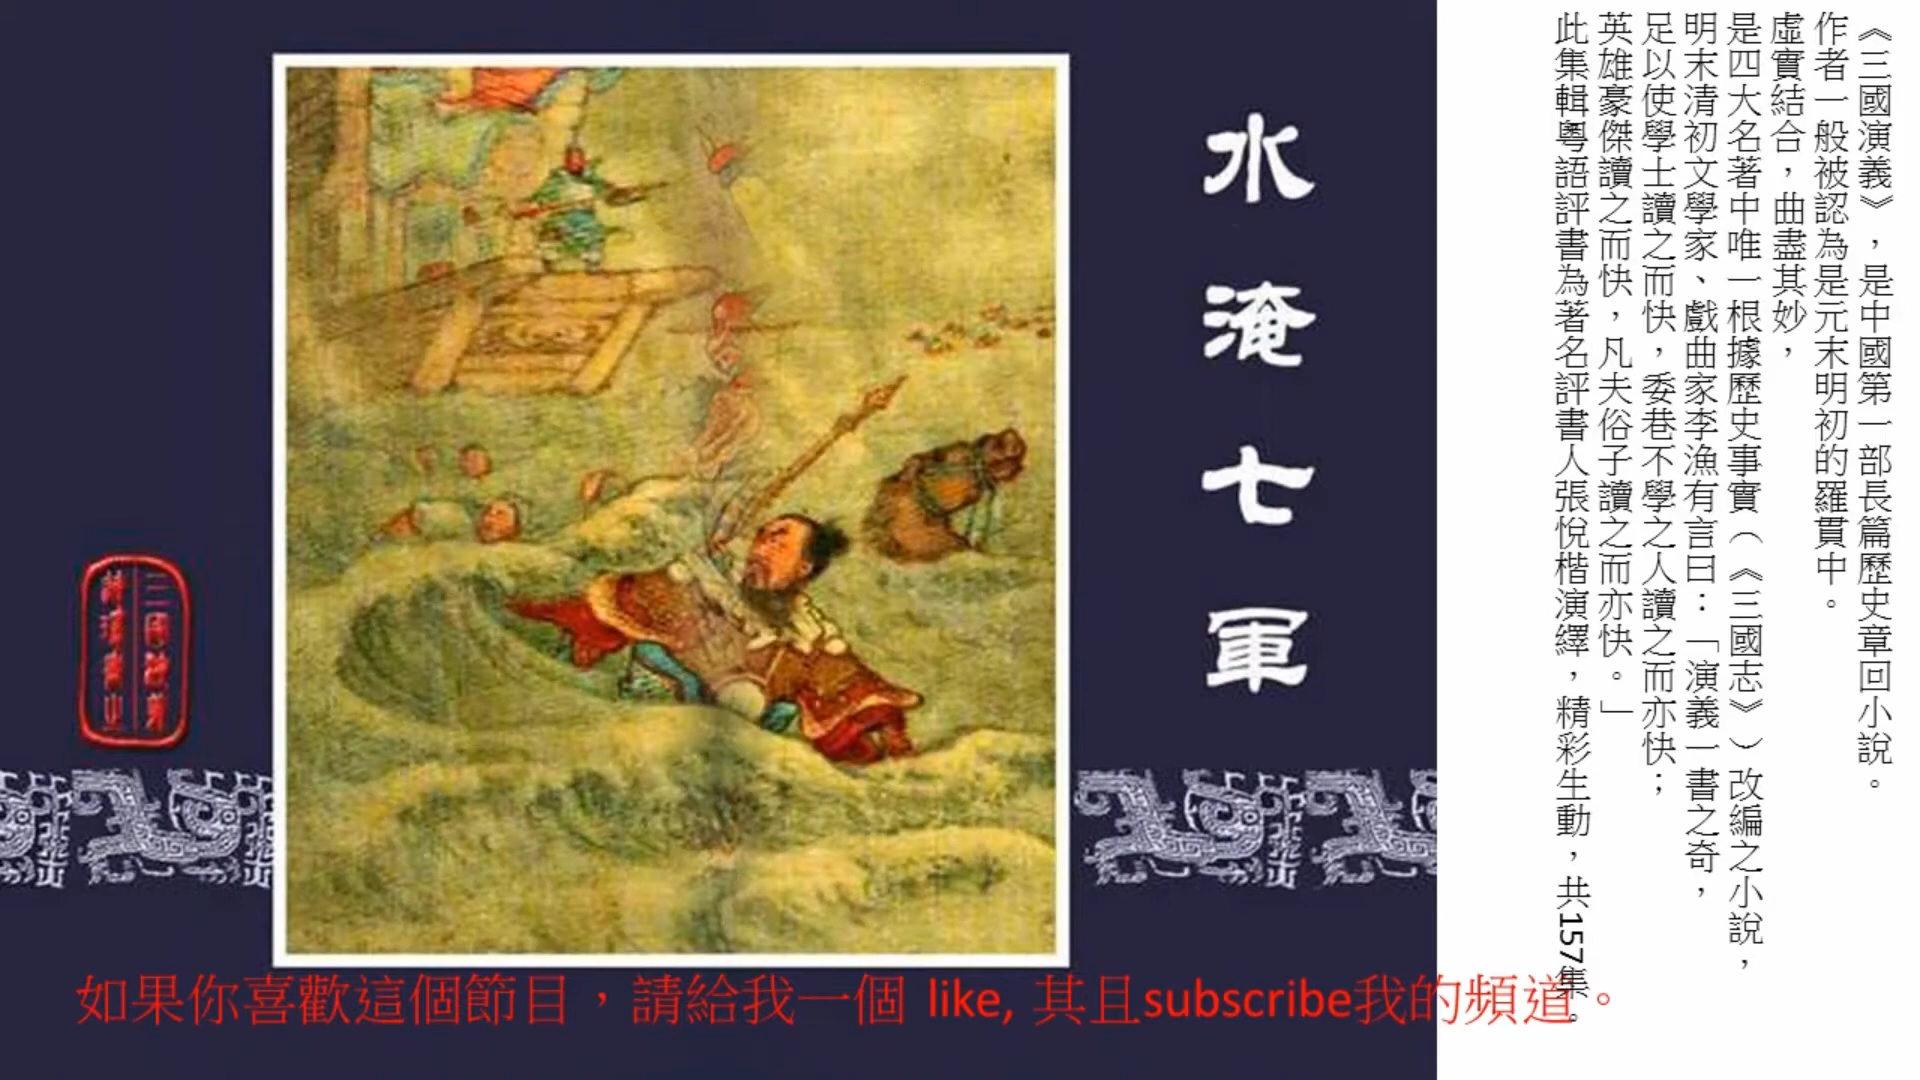 《三國演義》，是中國第一部長篇歷史章回小說。
作者一般被認為是元末明初的羅貫中。
虛實結合，曲盡其妙，
是四大名著中唯一根據歷史事實（《三國志》）改編之小說，
明末清初文學家、戲曲家李漁有言曰：「演義一書之奇，
足以使學士讀之而快，委巷不學之人讀之而亦快；
英雄豪傑讀之而快，凡夫俗子讀之而亦快。」
此集輯粵語評書為著名評書人張悅楷演繹，精彩生動，共157集。
水淹七軍
如果你喜歡這個節目，請給我一個 like, 其且subscribe我的頻道。